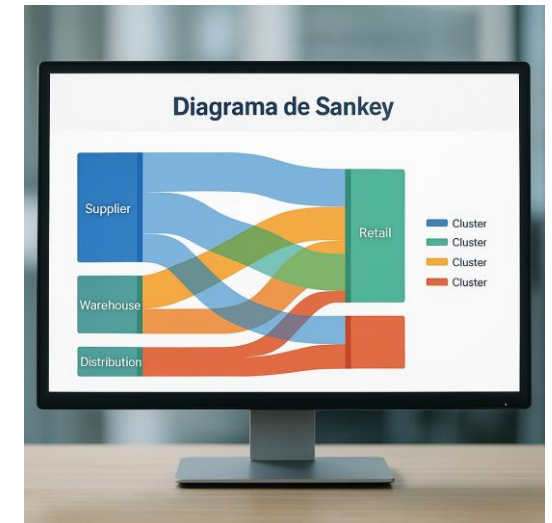 Diagrama de Sankey
Supplier
Warehouse
Distribution
Retail
Cluster
Cluster
Cluster
Cluster